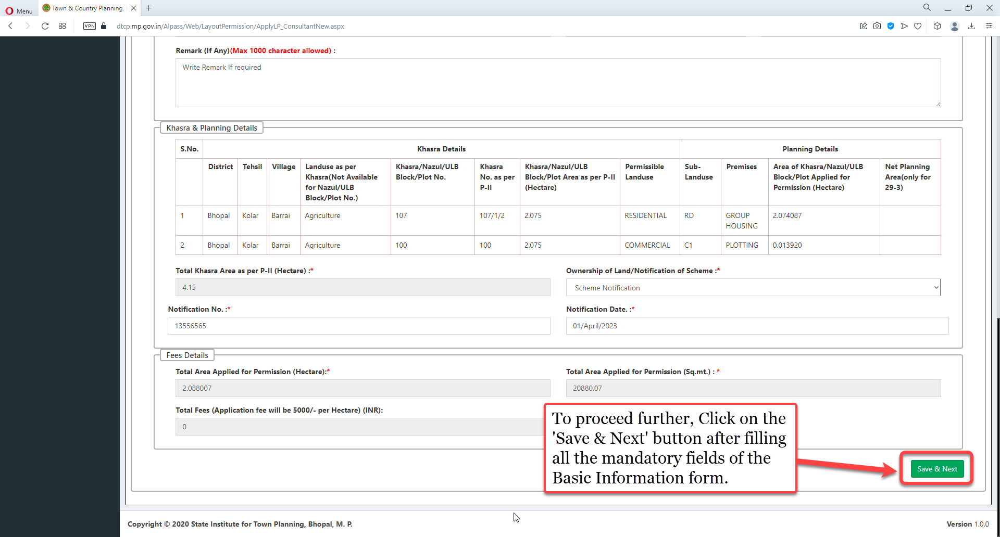 Menu
Town & Country Planning,
VPN
dtcp.mp.gov.in/Alpass/Web/LayoutPermission/ApplyLP_ConsultantNew.aspx
Remark (If Any)(Max 1000 character allowed) :
Write Remark If required
Khasra & Planning Details
S.No. Khasra Details Planning Details
District Tehsil Village Landuse as per Khasra(Not Available for Nazul/ULB Block/Plot No.) Khasra/Nazul/ULB Block/Plot No. Khasra No. as per P-II Khasra/Nazul/ULB Block/Plot Area as per P-II (Hectare) Permissible Landuse Sub-Landuse Premises Area of Khasra/Nazul/ULB Block/Plot Applied for Permission (Hectare) Net Planning Area(only for 29-3)
1 Bhopal Kolar Barrai Agriculture 107 107/1/2 2.075 RESIDENTIAL RD GROUP HOUSING 2.074087
2 Bhopal Kolar Barrai Agriculture 100 100 2.075 COMMERCIAL C1 PLOTTING 0.013920
Total Khasra Area as per P-II (Hectare) :*
4.15
Ownership of Land/Notification of Scheme :*
Scheme Notification
Notification No. :*
13556565
Notification Date. :*
01/April/2023
Fees Details
Total Area Applied for Permission (Hectare):*
2.088007
Total Area Applied for Permission (Sq.mt.) : *
20880.07
Total Fees (Application fee will be 5000/- per Hectare) (INR):
0
To proceed further, Click on the
'Save & Next' button after filling
all the mandatory fields of the
Basic Information form.
Save & Next
Copyright © 2020 State Institute for Town Planning, Bhopal, M. P.
Version 1.0.0